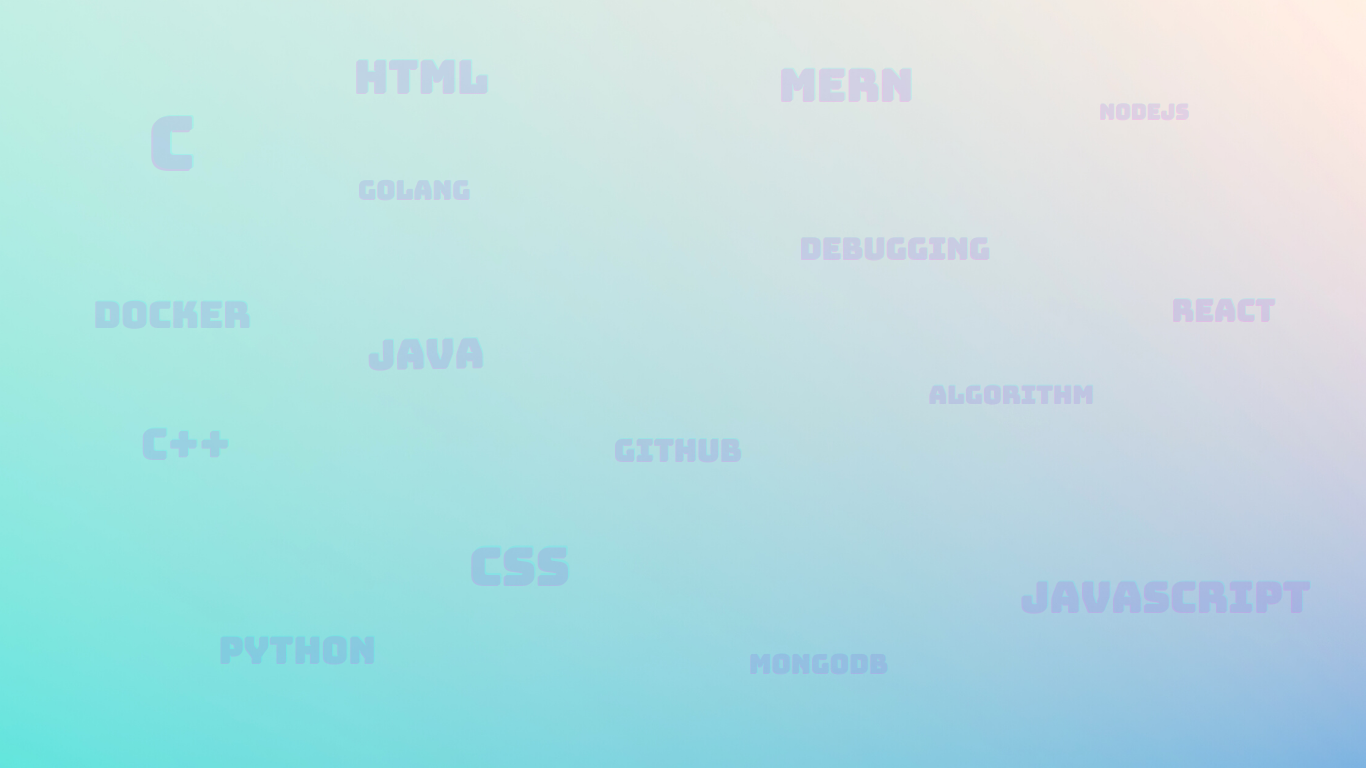 HTML
MERN
NODEJS
C
GOLANG
DEBUGGING
DOCKER
REACT
JAVA
ALGORITHM
C++
GITHUB
CSS
JAVASCRIPT
PYTHON
MONGODB